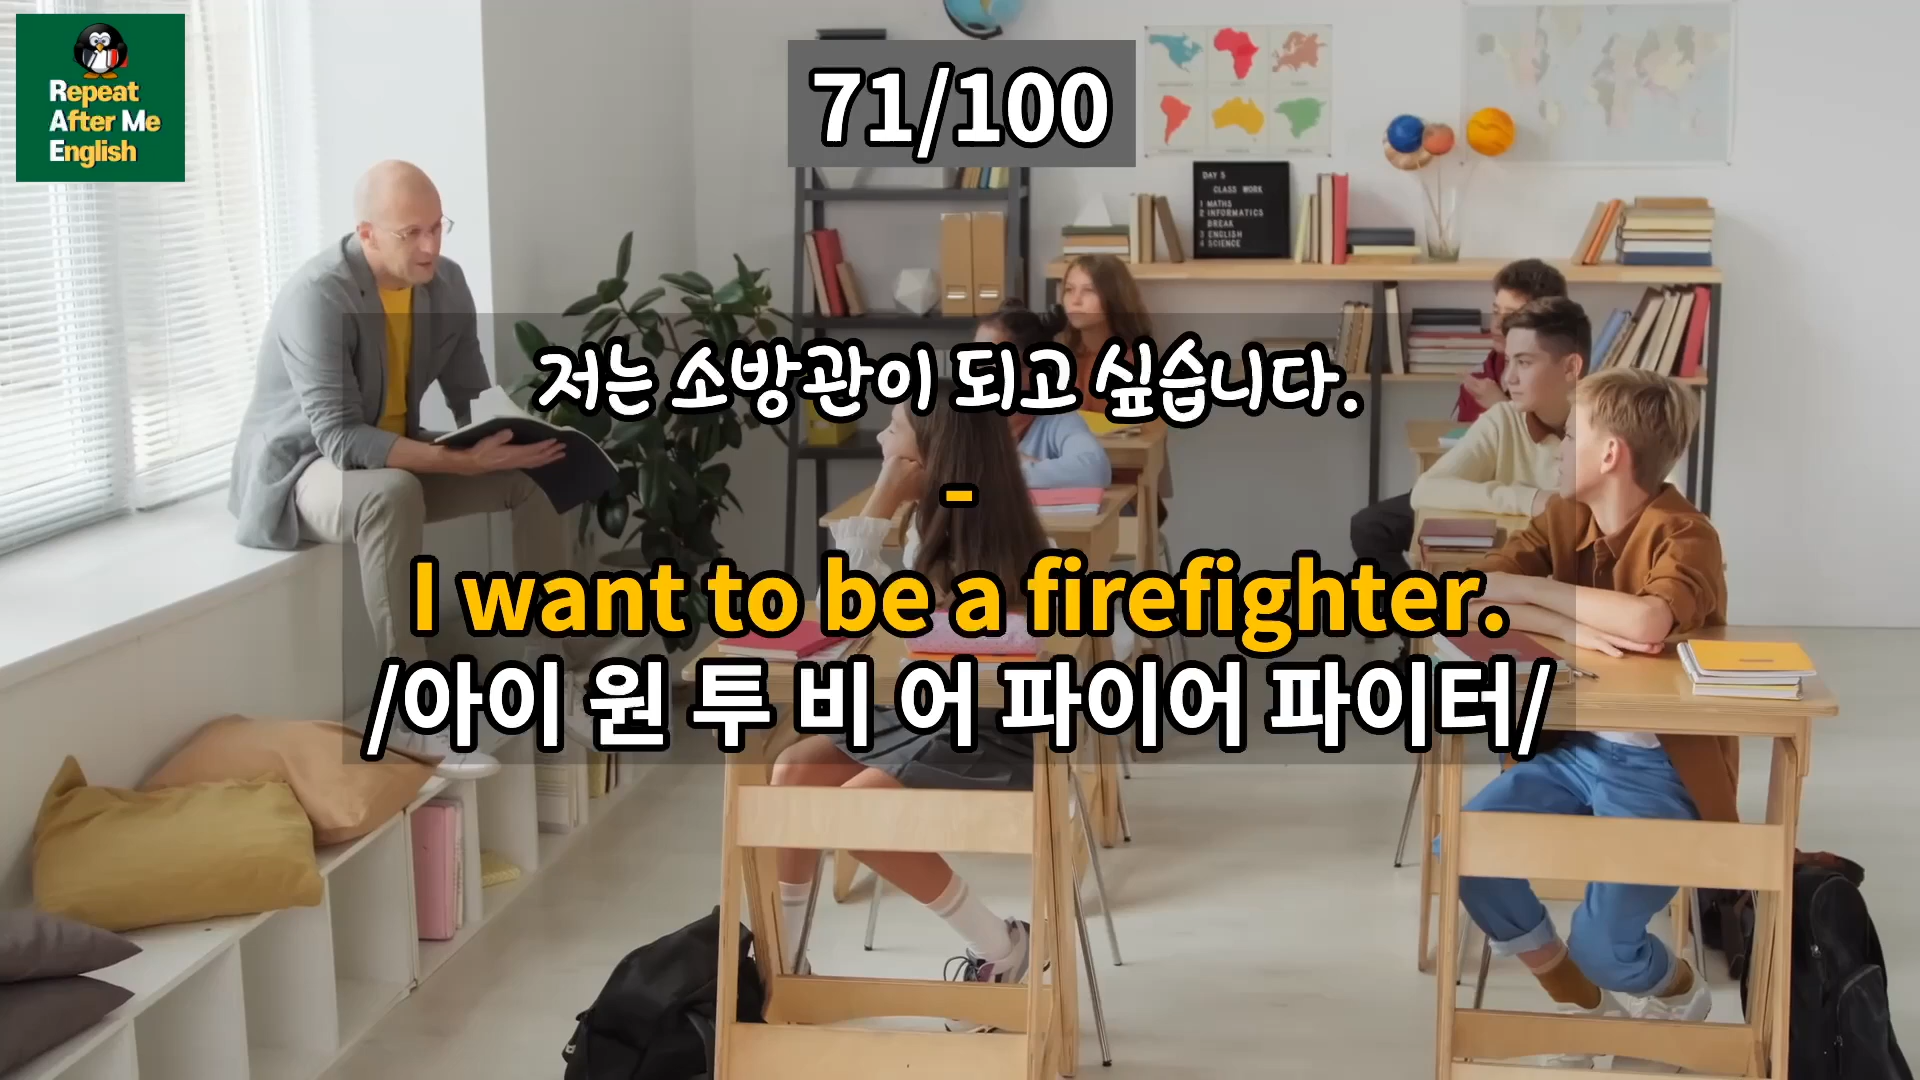 Repeat
After Me
English
71/100
DAY 5
CLASS WORK
1 MATHS
2 INFORMATICS
BREAK
3 ENGLISH
4 SCIENCE
저는 소방관이 되고 싶습니다.
-
I want to be a firefighter.
/아이 원 투 비 어 파이어 파이터/